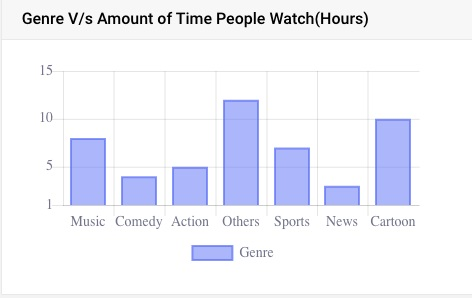 Genre V/s Amount of Time People Watch(Hours)
15
10
5
1
Music Comedy Action Others Sports News Cartoon
Genre